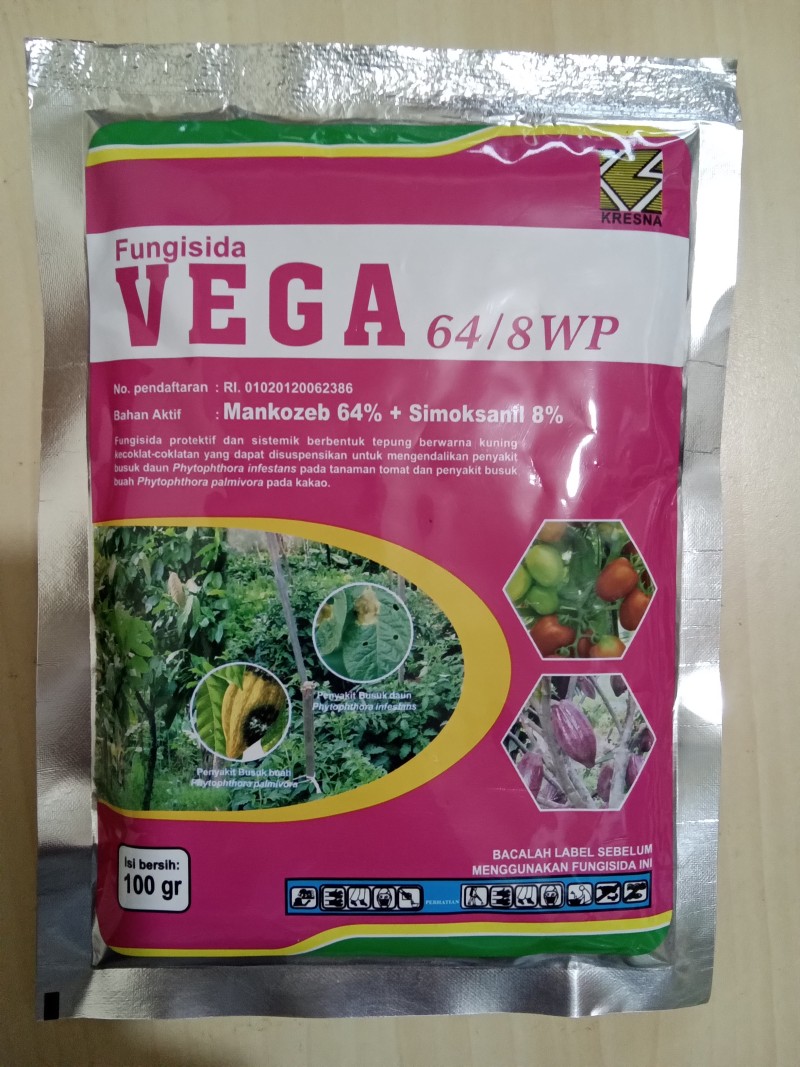 KRESNA
Fungisida
VEGA 64/8WP
No. pendaftaran : RI. 01020120062386
Bahan Aktif : Mankozeb 64% + Simoksanil 8%
Fungisida protektif dan sistemik berbentuk tepung berwarna kuning
kecoklat-coklatan yang dapat disuspensikan untuk mengendalikan penyakit
busuk daun Phytophthora infestans pada tanaman tomat dan penyakit busuk
buah Phytophthora palmivora pada kakao.
Penyakit Busuk daun
Phytophthora infestans
Penyakit Busuk buah
Phytophthora palmivora
Isi bersih:
100 gr
BACALAH LABEL SEBELUM
MENGGUNAKAN FUNGISIDA INI
PERHATIAN